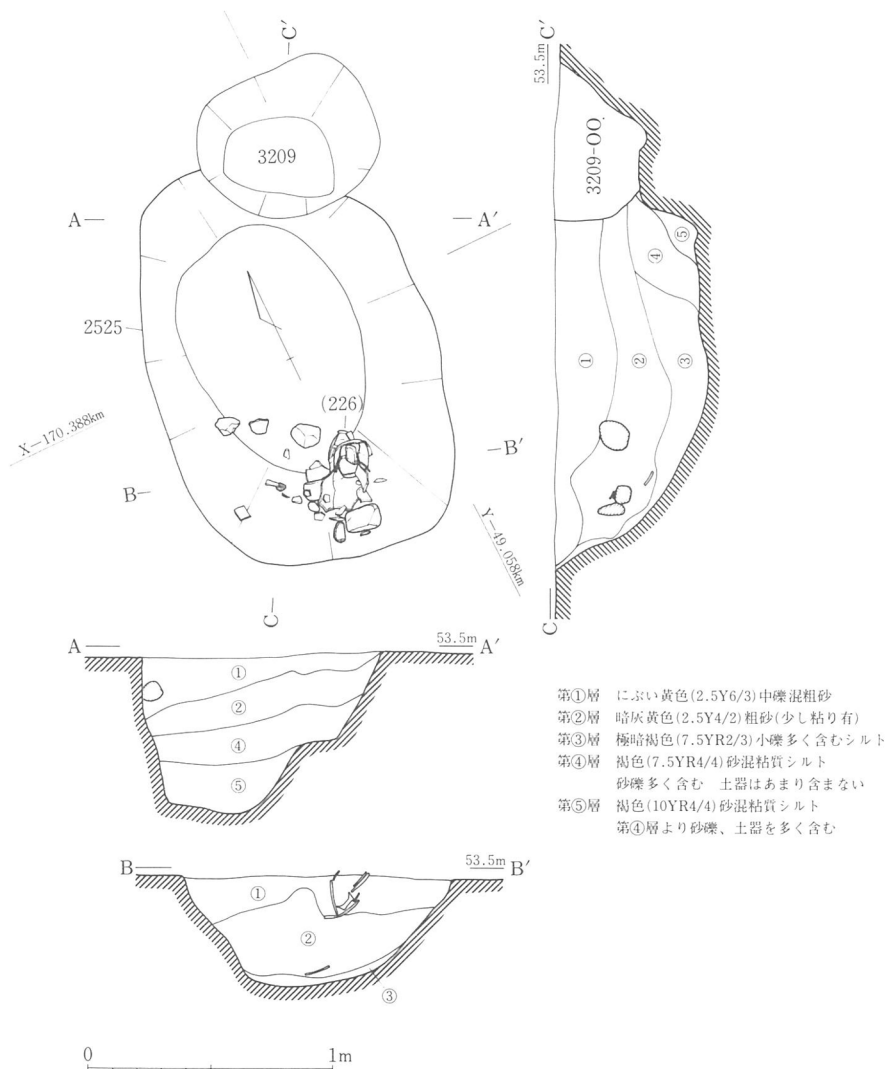 C′
3209
A A′
2525
(226)
X-170.388km
B B′
Y-49.058km
C
C′
53.5m
3209-OO
①
②
③
④
⑤
C
A 53.5m A′
①
②
④
⑤
B 53.5m B′
①
②
③
第①層 にぶい黄色(2.5Y6/3)中礫混粗砂
第②層 暗灰黄色(2.5Y4/2)粗砂(少し粘り有)
第③層 極暗褐色(7.5YR2/3)小礫多く含むシルト
第④層 褐色(7.5YR4/4)砂混粘質シルト
砂礫多く含む 土器はあまり含まない
第⑤層 褐色(10YR4/4)砂混粘質シルト
第④層より砂礫、土器を多く含む
0 1m